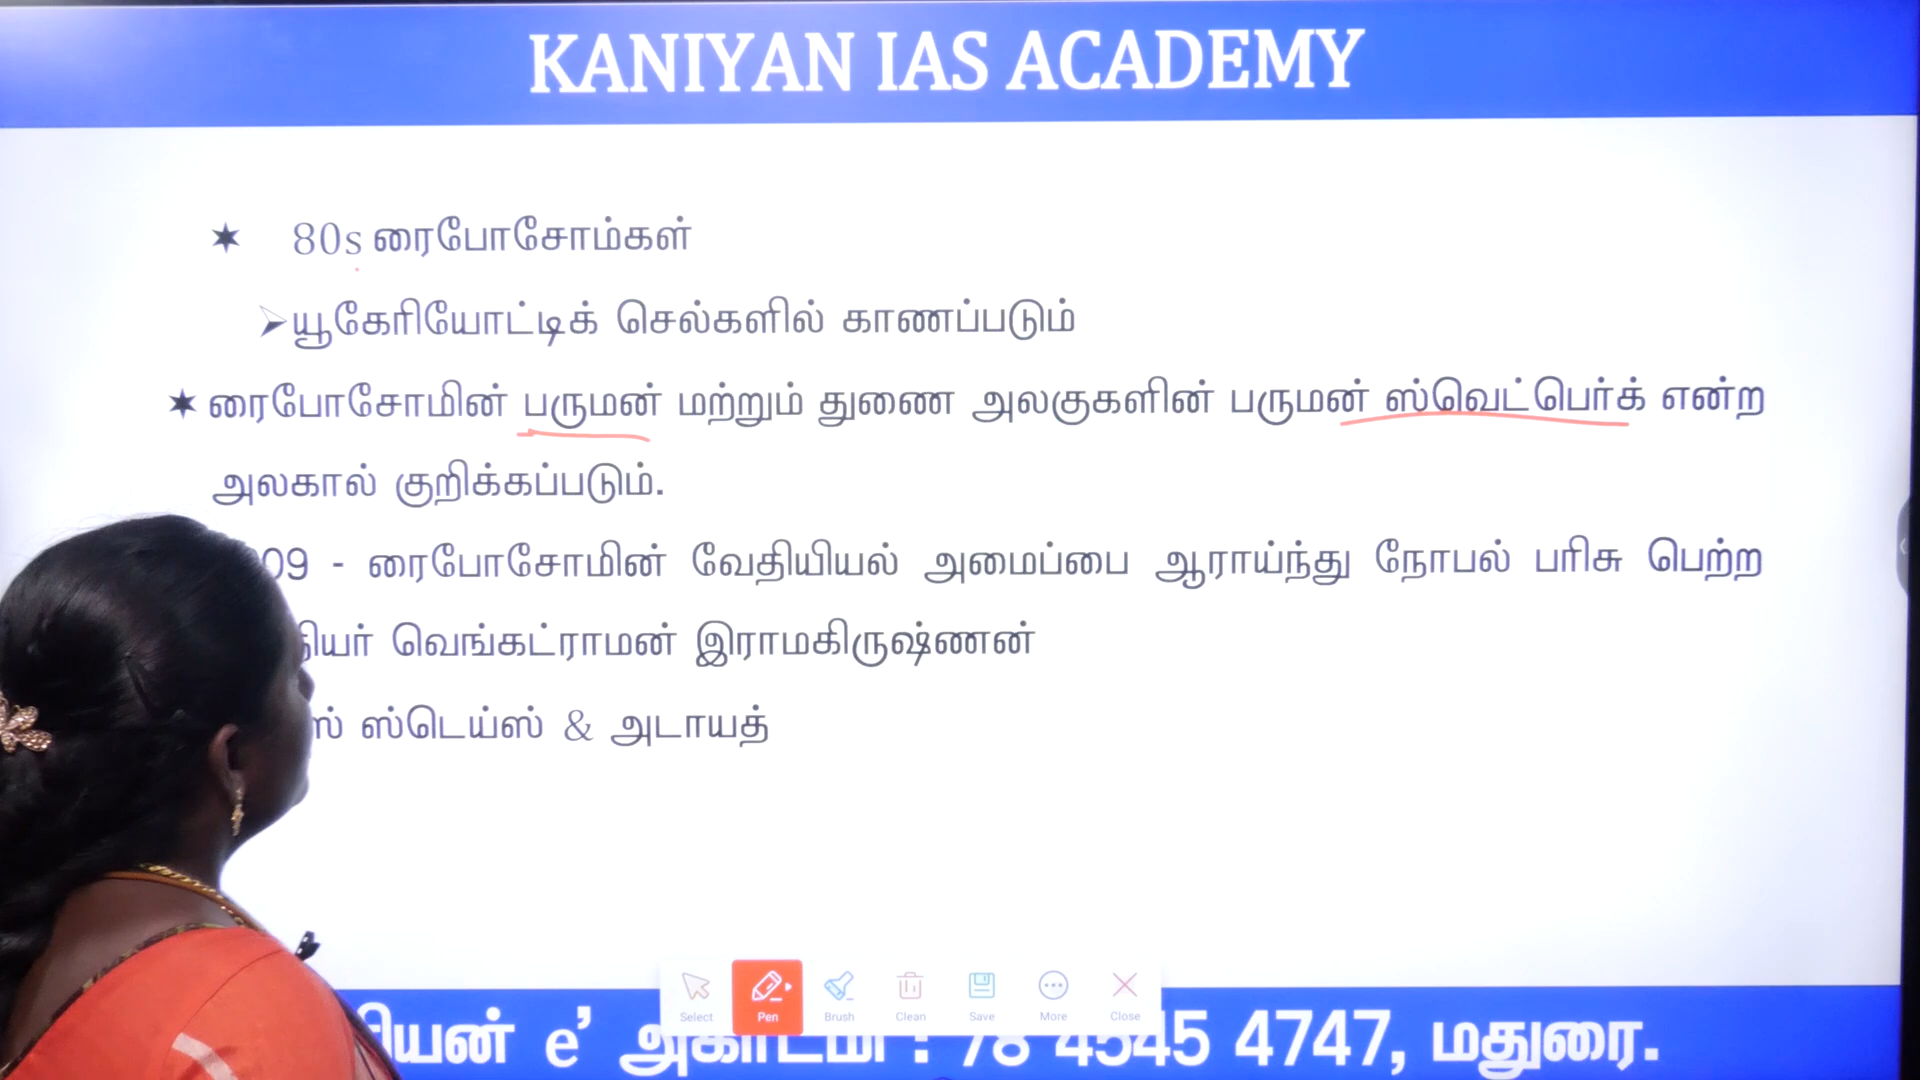 KANIYAN IAS ACADEMY
✶ 80s ரைபோசோம்கள்
➢யூகேரியோட்டிக் செல்களில் காணப்படும்
✶ ரைபோசோமின் பருமன் மற்றும் துணை அலகுகளின் பருமன் ஸ்வெட்பெர்க் என்ற
அலகால் குறிக்கப்படும்.
09 - ரைபோசோமின் வேதியியல் அமைப்பை ஆராய்ந்து நோபல் பரிசு பெற்ற
வெங்கட்ராமன் இராமகிருஷ்ணன்
ஸ்டெய்ஸ் & அடாயத்
Select Pen Brush Clean Save More Close
e’ : 78 4545 4747, மதுரை.